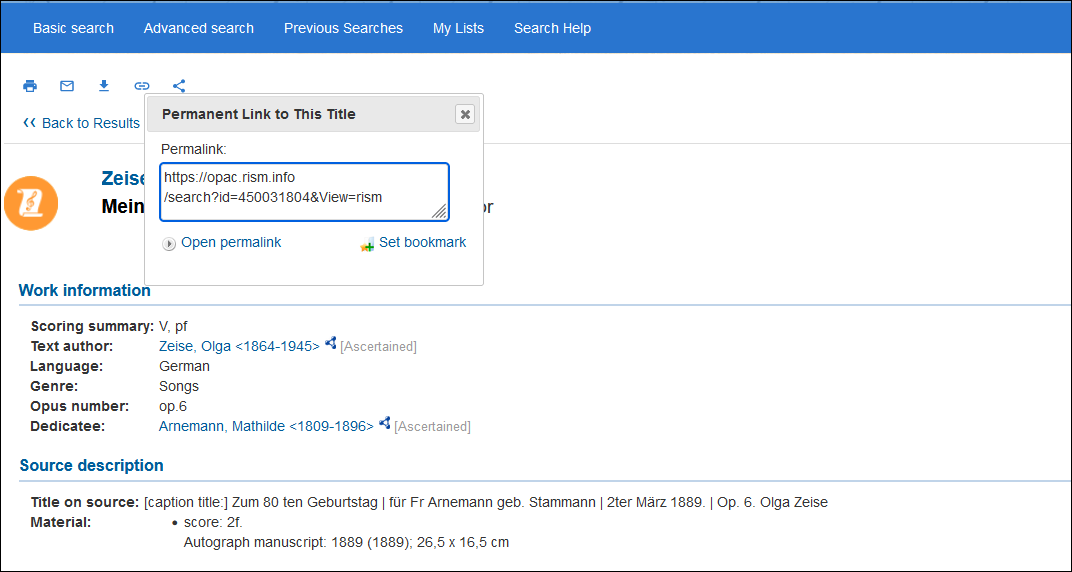 Basic search Advanced search Previous Searches My Lists Search Help
Permanent Link to This Title
Back to Results
Permalink:
https://opac.rism.info
/search?id=450031804&View=rism
Zeise
Mein
or
Open permalink Set bookmark
Work information
Scoring summary: V, pf
Text author: Zeise, Olga <1864-1945> [Ascertained]
Language: German
Genre: Songs
Opus number: op.6
Dedicatee: Arnemann, Mathilde <1809-1896> [Ascertained]
Source description
Title on source: [caption title:] Zum 80 ten Geburtstag | für Fr Arnemann geb. Stammann | 2ter März 1889. | Op. 6. Olga Zeise
Material: • score: 2f.
Autograph manuscript: 1889 (1889); 26,5 x 16,5 cm